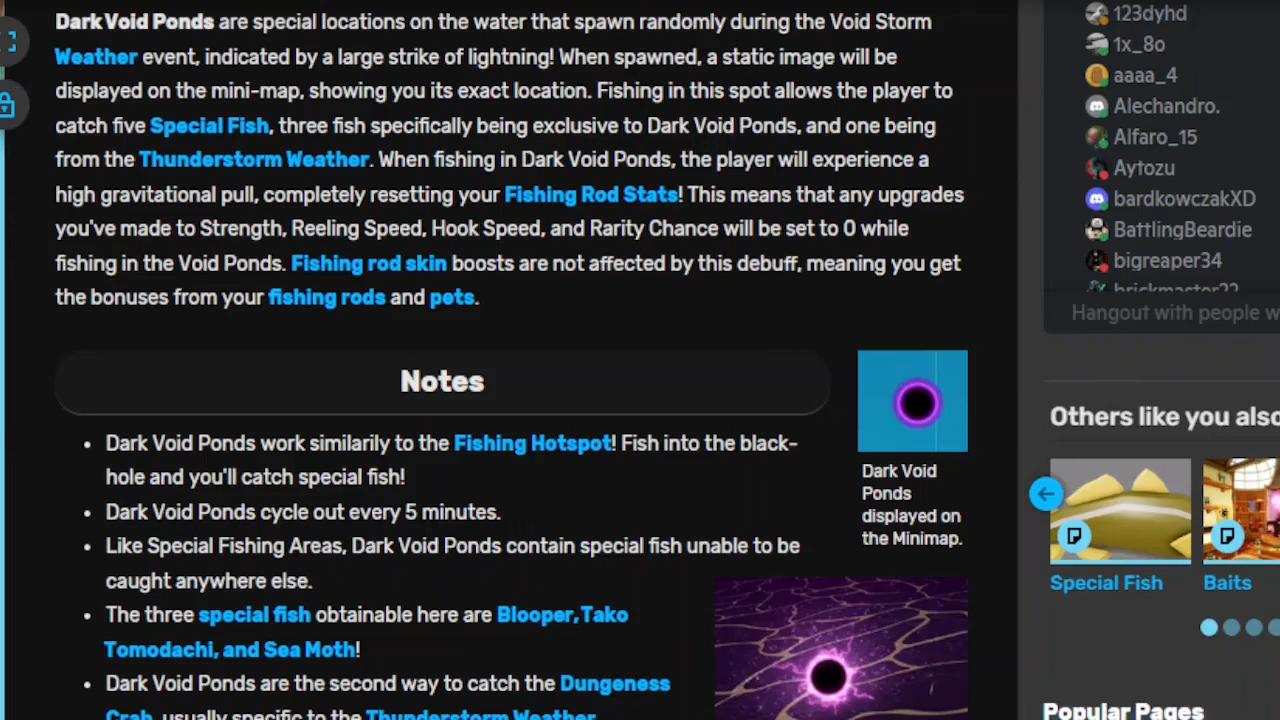 Dark Void Ponds are special locations on the water that spawn randomly during the Void Storm
Weather event, indicated by a large strike of lightning! When spawned, a static image will be
displayed on the mini-map, showing you its exact location. Fishing in this spot allows the player to
catch five Special Fish, three fish specifically being exclusive to Dark Void Ponds, and one being
from the Thunderstorm Weather. When fishing in Dark Void Ponds, the player will experience a
high gravitational pull, completely resetting your Fishing Rod Stats! This means that any upgrades
you've made to Strength, Reeling Speed, Hook Speed, and Rarity Chance will be set to 0 while
fishing in the Void Ponds. Fishing rod skin boosts are not affected by this debuff, meaning you get
the bonuses from your fishing rods and pets.
Notes
Dark Void Ponds work similarily to the Fishing Hotspot! Fish into the black-
hole and you'll catch special fish!
Dark Void Ponds cycle out every 5 minutes.
Like Special Fishing Areas, Dark Void Ponds contain special fish unable to be
caught anywhere else.
The three special fish obtainable here are Blooper,Tako
Tomodachi, and Sea Moth!
Dark Void Ponds are the second way to catch the Dungeness
Crab, usually specific to the Thunderstorm Weather.
Dark Void
Ponds
displayed on
the Minimap.
123dyhd
1x_8o
aaaa_4
Alechandro.
Alfaro_15
Aytozu
bardkowczakXD
BattlingBeardie
bigreaper34
brickmaster22
Hangout with people w
Others like you also
Special Fish
Baits
Popular Pages